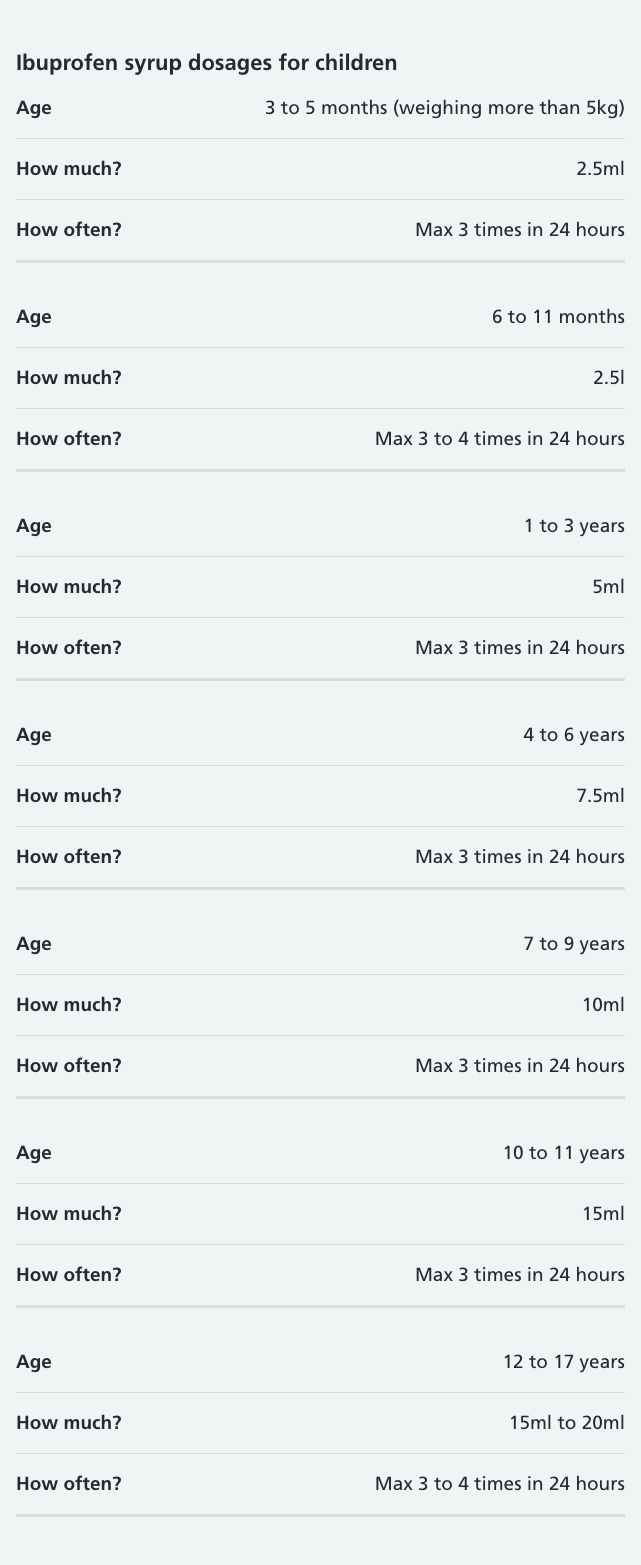 Ibuprofen syrup dosages for children
Age 3 to 5 months (weighing more than 5kg)
How much? 2.5ml
How often? Max 3 times in 24 hours
Age 6 to 11 months
How much? 2.5l
How often? Max 3 to 4 times in 24 hours
Age 1 to 3 years
How much? 5ml
How often? Max 3 times in 24 hours
Age 4 to 6 years
How much? 7.5ml
How often? Max 3 times in 24 hours
Age 7 to 9 years
How much? 10ml
How often? Max 3 times in 24 hours
Age 10 to 11 years
How much? 15ml
How often? Max 3 times in 24 hours
Age 12 to 17 years
How much? 15ml to 20ml
How often? Max 3 to 4 times in 24 hours